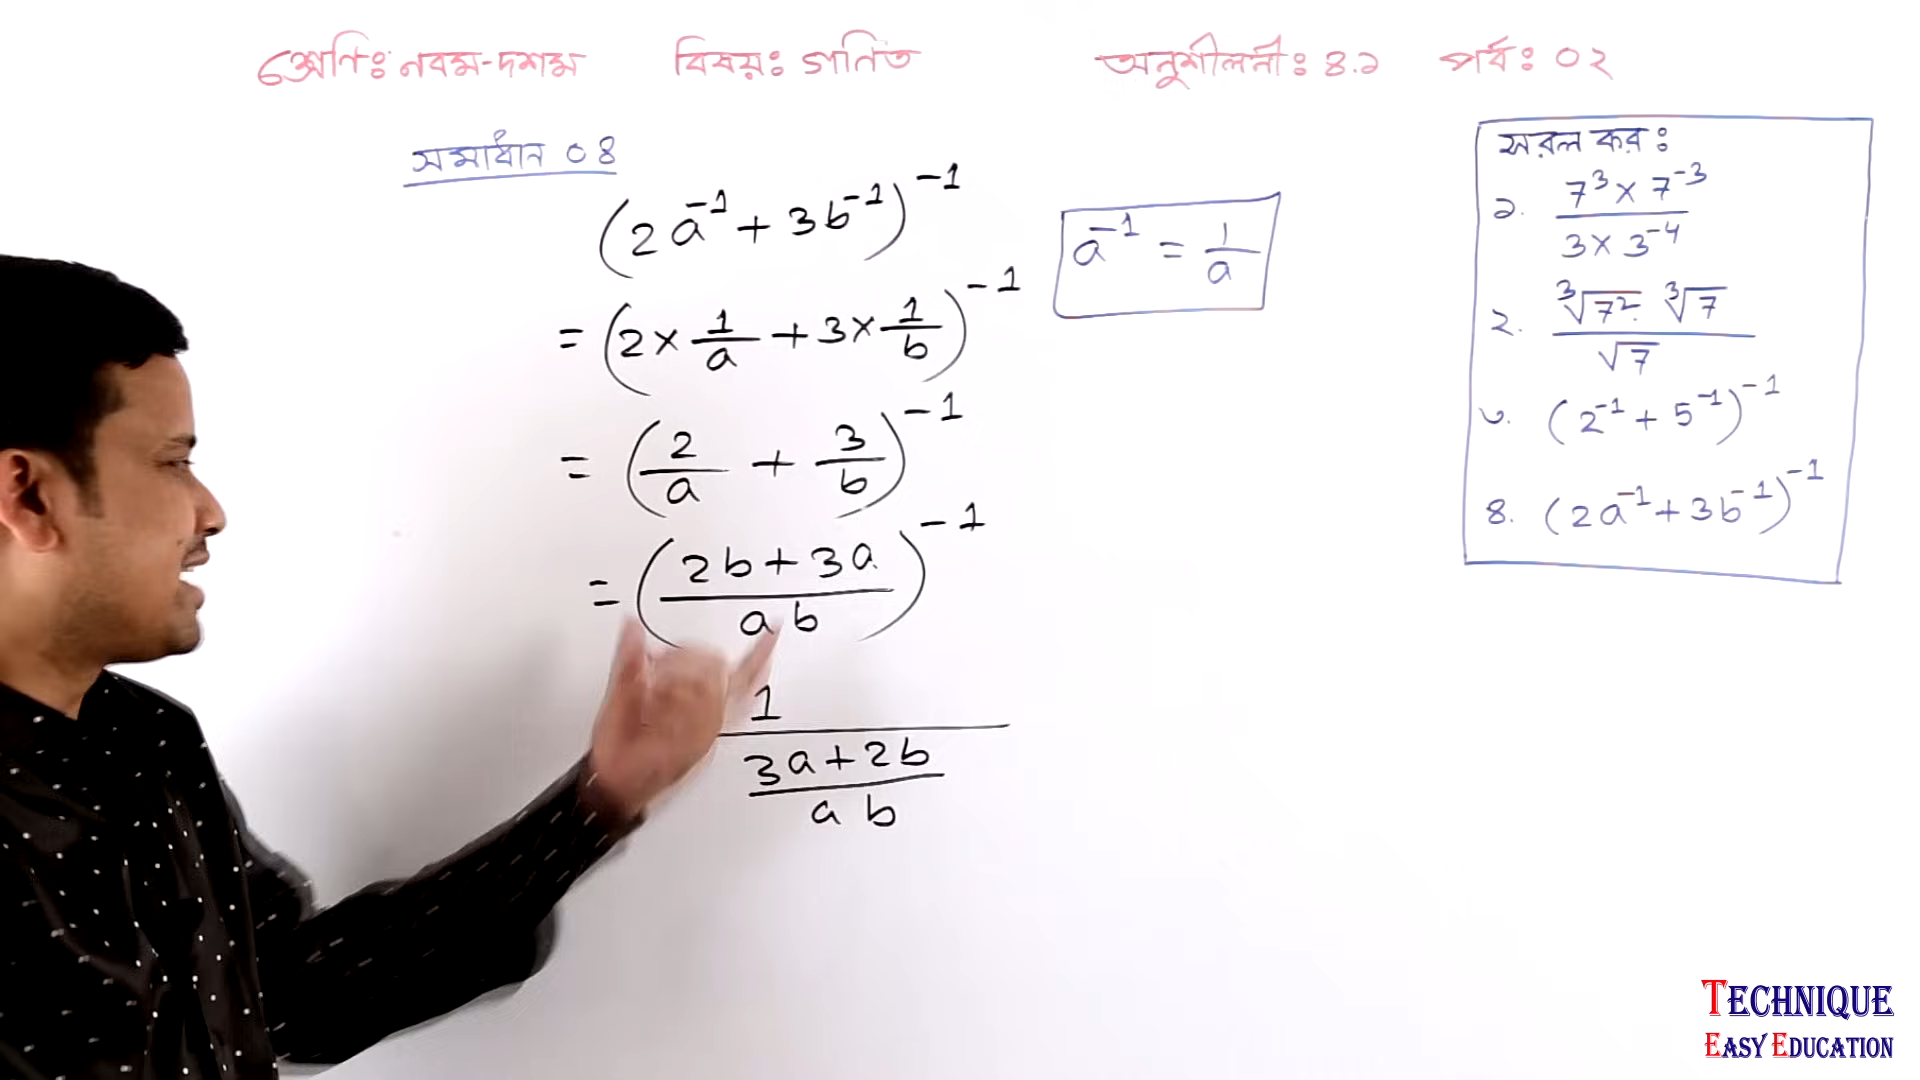 শ্রেণিঃ নবম-দশম বিষয়ঃ গনিত অনুশীলনী: ৪.১ পর্ব: ০২
সমাধান ০৪
(2a⁻¹ + 3b⁻¹)⁻¹
= (2 × 1/a + 3 × 1/b)⁻¹
= (2/a + 3/b)⁻¹
= ((2b + 3a)/ab)⁻¹
1/((3a + 2b)/ab)
a⁻¹ = 1/a
সরল কর:
১. (7³ × 7⁻³)/(3 × 3⁻⁴)
২. (∛7² · ∛7)/√7
৩. (2⁻¹ + 5⁻¹)⁻¹
৪. (2a⁻¹ + 3b⁻¹)⁻¹
TECHNIQUE
EASY EDUCATION